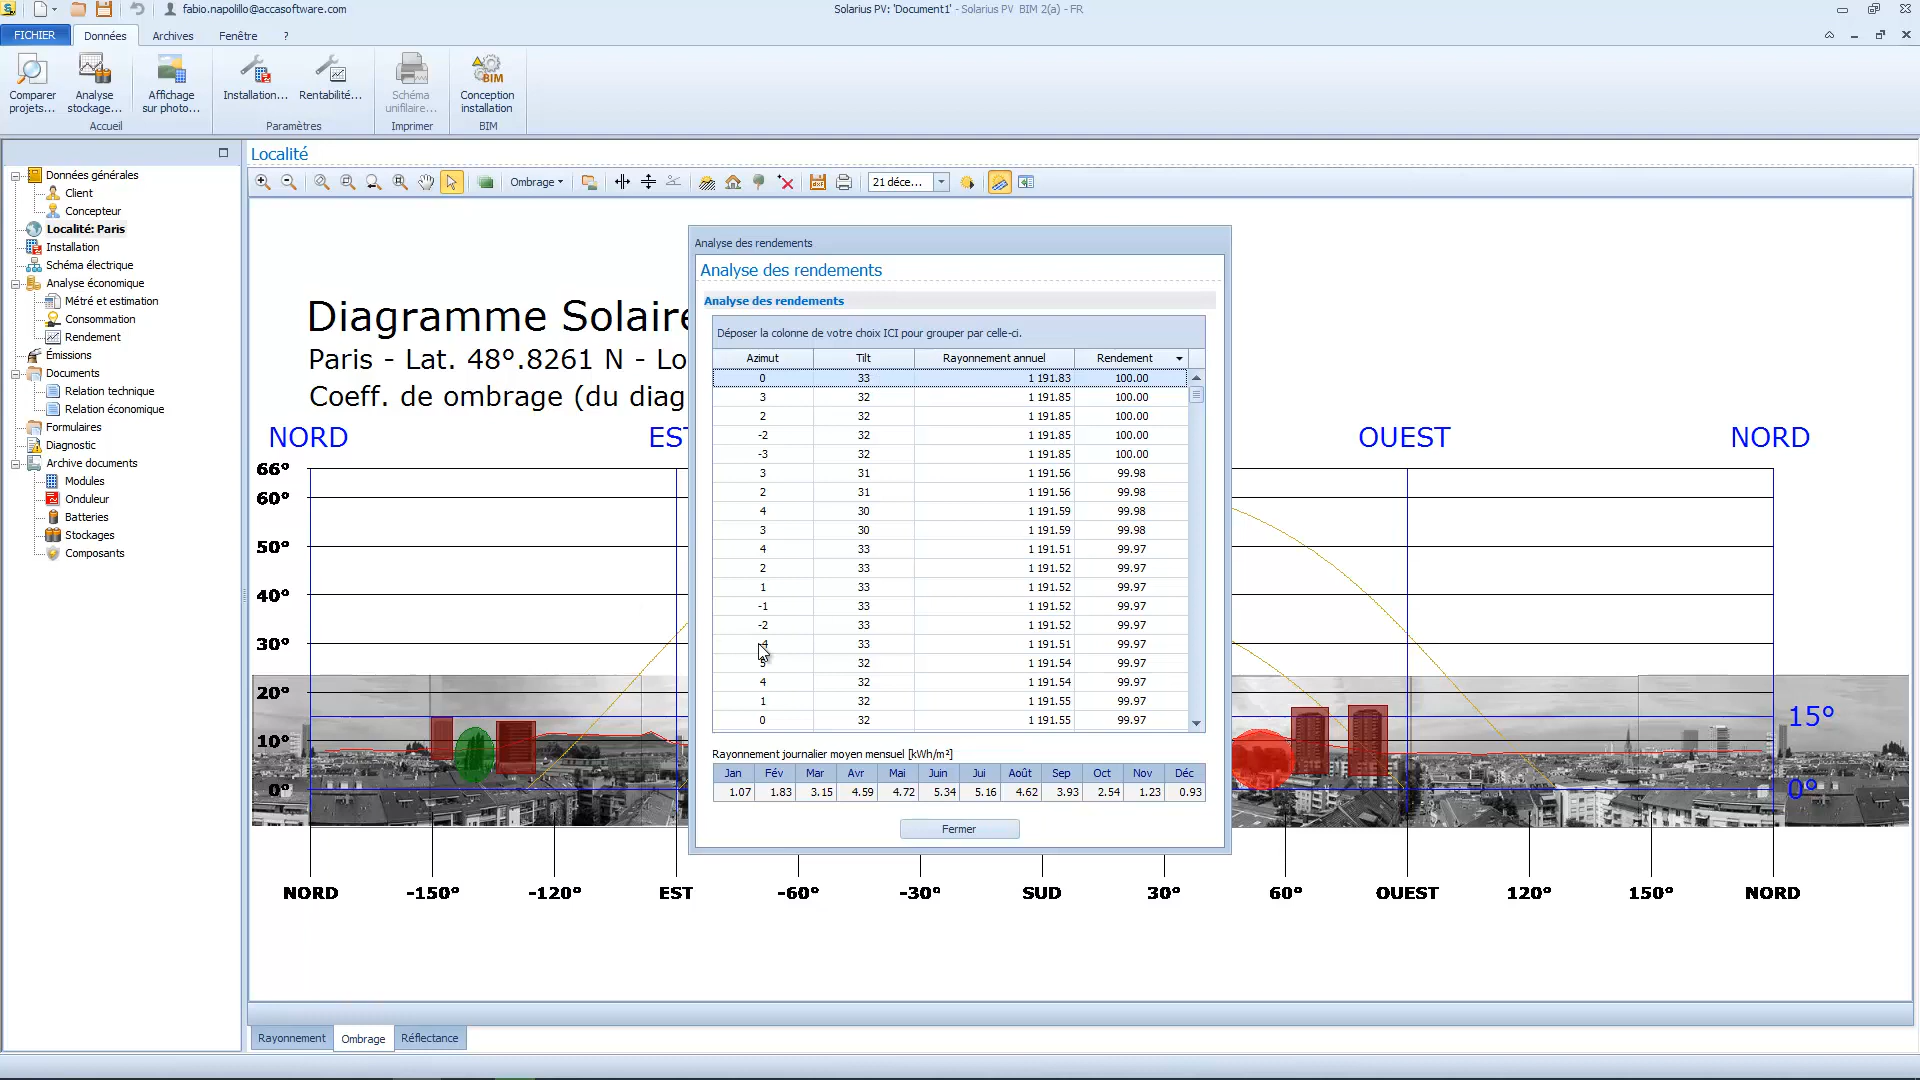 fabio.napolillo@accasoftware.com
Solarius PV: 'Document1' - Solarius PV BIM 2(a) - FR
FICHIER Données Archives Fenêtre ?
Comparer projets...
Analyse stockage...
Affichage sur photo...
Installation...
Rentabilité...
Schéma unifilaire...
Conception installation
BIM
Accueil
Paramètres
Imprimer
BIM
Données générales
Client
Concepteur
Localité: Paris
Installation
Schéma électrique
Analyse économique
Métré et estimation
Consommation
Rendement
Émissions
Documents
Relation technique
Relation économique
Formulaires
Diagnostic
Archive documents
Modules
Onduleur
Batteries
Stockages
Composants
Localité
Ombrage
21 déce...
Diagramme Solaire
Paris - Lat. 48°.8261 N - Lo
Coeff. de ombrage (du diag
NORD EST OUEST NORD
66°
60°
50°
40°
30°
20°
10°
0°
15°
0°
NORD -150° -120° EST -60° -30° SUD 30° 60° OUEST 120° 150° NORD
Analyse des rendements
Analyse des rendements
Analyse des rendements
Déposer la colonne de votre choix ICI pour grouper par celle-ci.
Azimut Tilt Rayonnement annuel Rendement
0 33 1 191.83 100.00
3 32 1 191.85 100.00
2 32 1 191.85 100.00
-2 32 1 191.85 100.00
-3 32 1 191.85 100.00
3 31 1 191.56 99.98
2 31 1 191.56 99.98
4 30 1 191.59 99.98
3 30 1 191.59 99.98
4 33 1 191.51 99.97
2 33 1 191.52 99.97
1 33 1 191.52 99.97
-1 33 1 191.52 99.97
-2 33 1 191.52 99.97
-4 33 1 191.51 99.97
5 32 1 191.54 99.97
4 32 1 191.54 99.97
1 32 1 191.55 99.97
0 32 1 191.55 99.97
Rayonnement journalier moyen mensuel [kWh/m²]
Jan Fév Mar Avr Mai Juin Jui Août Sep Oct Nov Déc
1.07 1.83 3.15 4.59 4.72 5.34 5.16 4.62 3.93 2.54 1.23 0.93
Fermer
Rayonnement Ombrage Réflectance